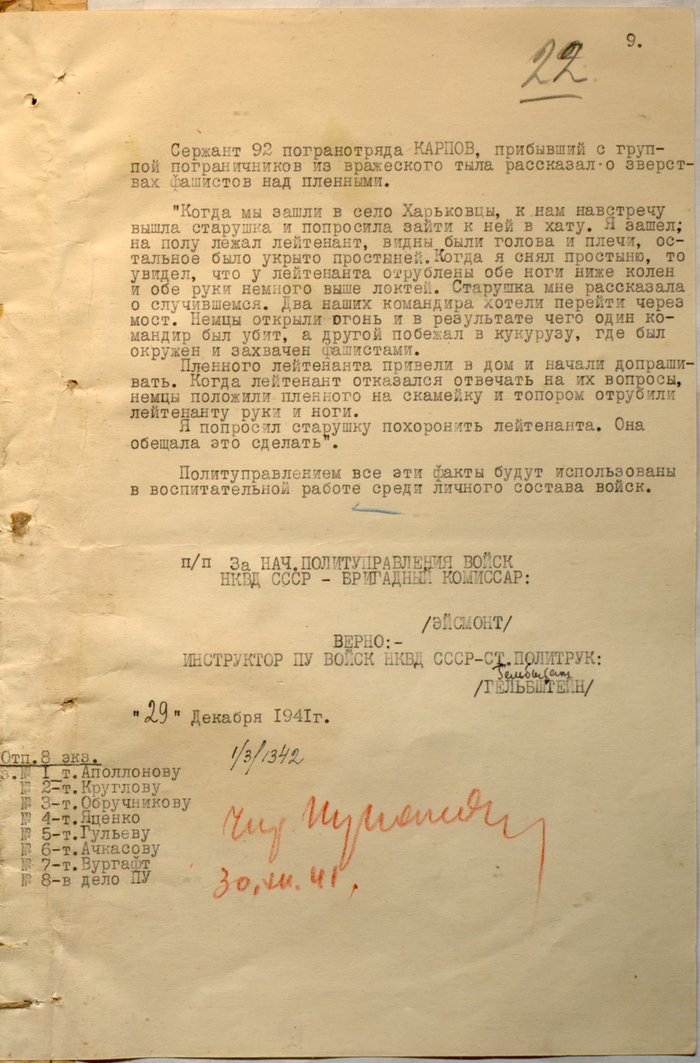 9.
22
Сержант 92 погранотряда КАРПОВ, прибывший с груп-
пой пограничников из вражеского тыла рассказал о зверст-
вах фашистов над пленными.
"Когда мы зашли в село Харьковцы, к нам навстречу
вышла старушка и попросила зайти к ней в хату. Я зашел;
на полу лежал лейтенант, видны были голова и плечи, ос-
тальное было укрыто простыней.Когда я снял простыню, то
увидел, что у лейтенанта отрублены обе ноги ниже колен
и обе руки немного выше локтей. Старушка мне рассказала
о случившемся. Два наших командира хотели перейти через
мост. Немцы открыли огонь и в результате чего один ко-
мандир был убит, а другой побежал в кукурузу, где был
окружен и захвачен фашистами.
Пленного лейтенанта привели в дом и начали допраши-
вать. Когда лейтенант отказался отвечать на их вопросы,
немцы положили пленного на скамейку и топором отрубили
лейтенанту руки и ноги.
Я попросил старушку похоронить лейтенанта. Она
обещала это сделать".
Политуправлением все эти факты будут использованы
в воспитательной работе среди личного состава войск.
п/п За НАЧ.ПОЛИТУПРАВЛЕНИЯ ВОЙСК
НКВД СССР - БРИГАДНЫЙ КОМИССАР:
/ЭЙСМОНТ/
ВЕРНО:-
ИНСТРУКТОР ПУ ВОЙСК НКВД СССР-СТ.ПОЛИТРУК:
/ГЕЛЬБШТЕЙН/
"29" Декабря 1941г.
Отп.8 экз.
з.№ 1 т.Аполлонову
№ 2-т.Круглову
№ 3-т.Обручникову
№ 4-т.Яценко
№ 5-т.Гульеву
№ 6-т.Ачкасову
№ 7-т.Вургафт
№ 8-в дело ПУ
1/3/1342
30.XII.41.